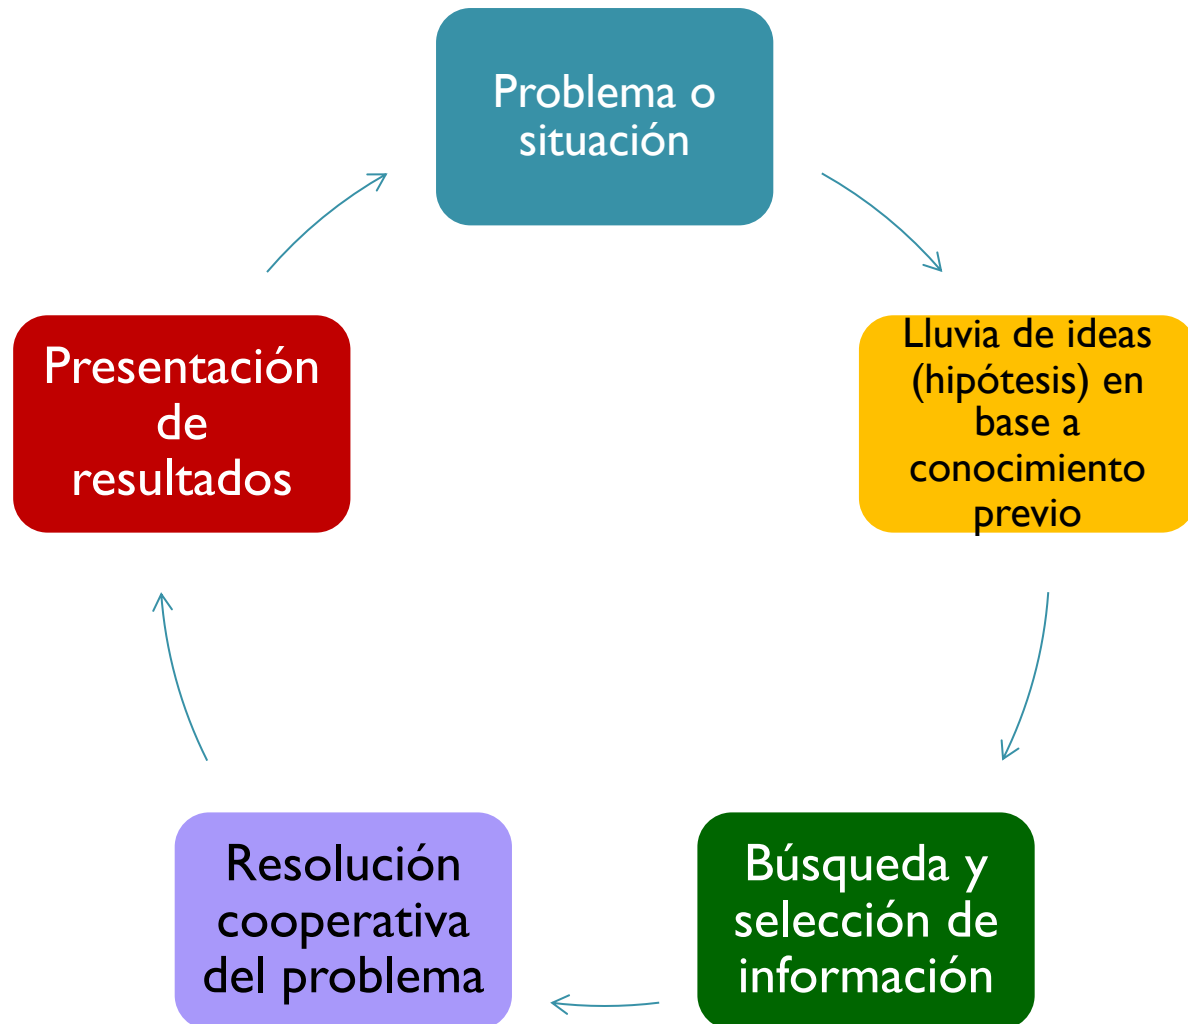 Problema o
situación
Lluvia de ideas
(hipótesis) en
base a
conocimiento
previo
Búsqueda y
selección de
información
Resolución
cooperativa
del problema
Presentación
de
resultados